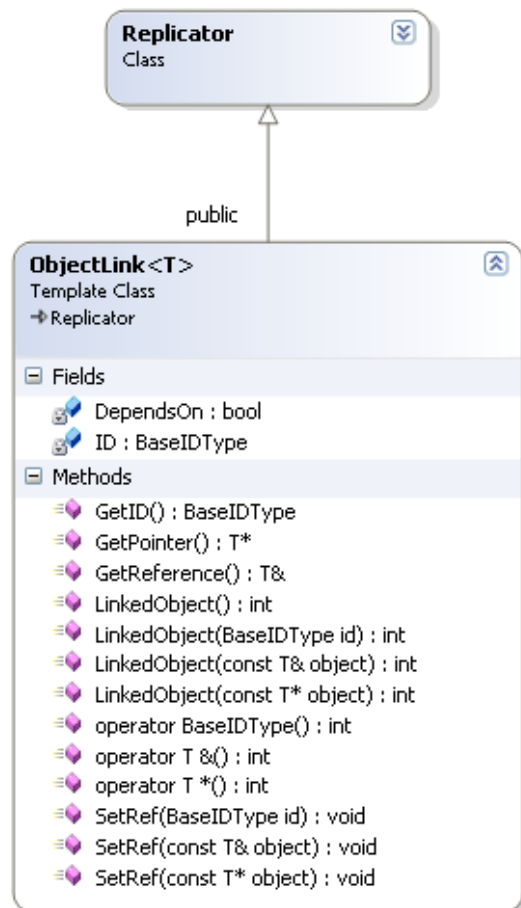 Replicator
Class
public
ObjectLink<T>
Template Class
Replicator
Fields
DependsOn : bool
ID : BaseIDType
Methods
GetID() : BaseIDType
GetPointer() : T*
GetReference() : T&
LinkedObject() : int
LinkedObject(BaseIDType id) : int
LinkedObject(const T& object) : int
LinkedObject(const T* object) : int
operator BaseIDType() : int
operator T &() : int
operator T *() : int
SetRef(BaseIDType id) : void
SetRef(const T& object) : void
SetRef(const T* object) : void